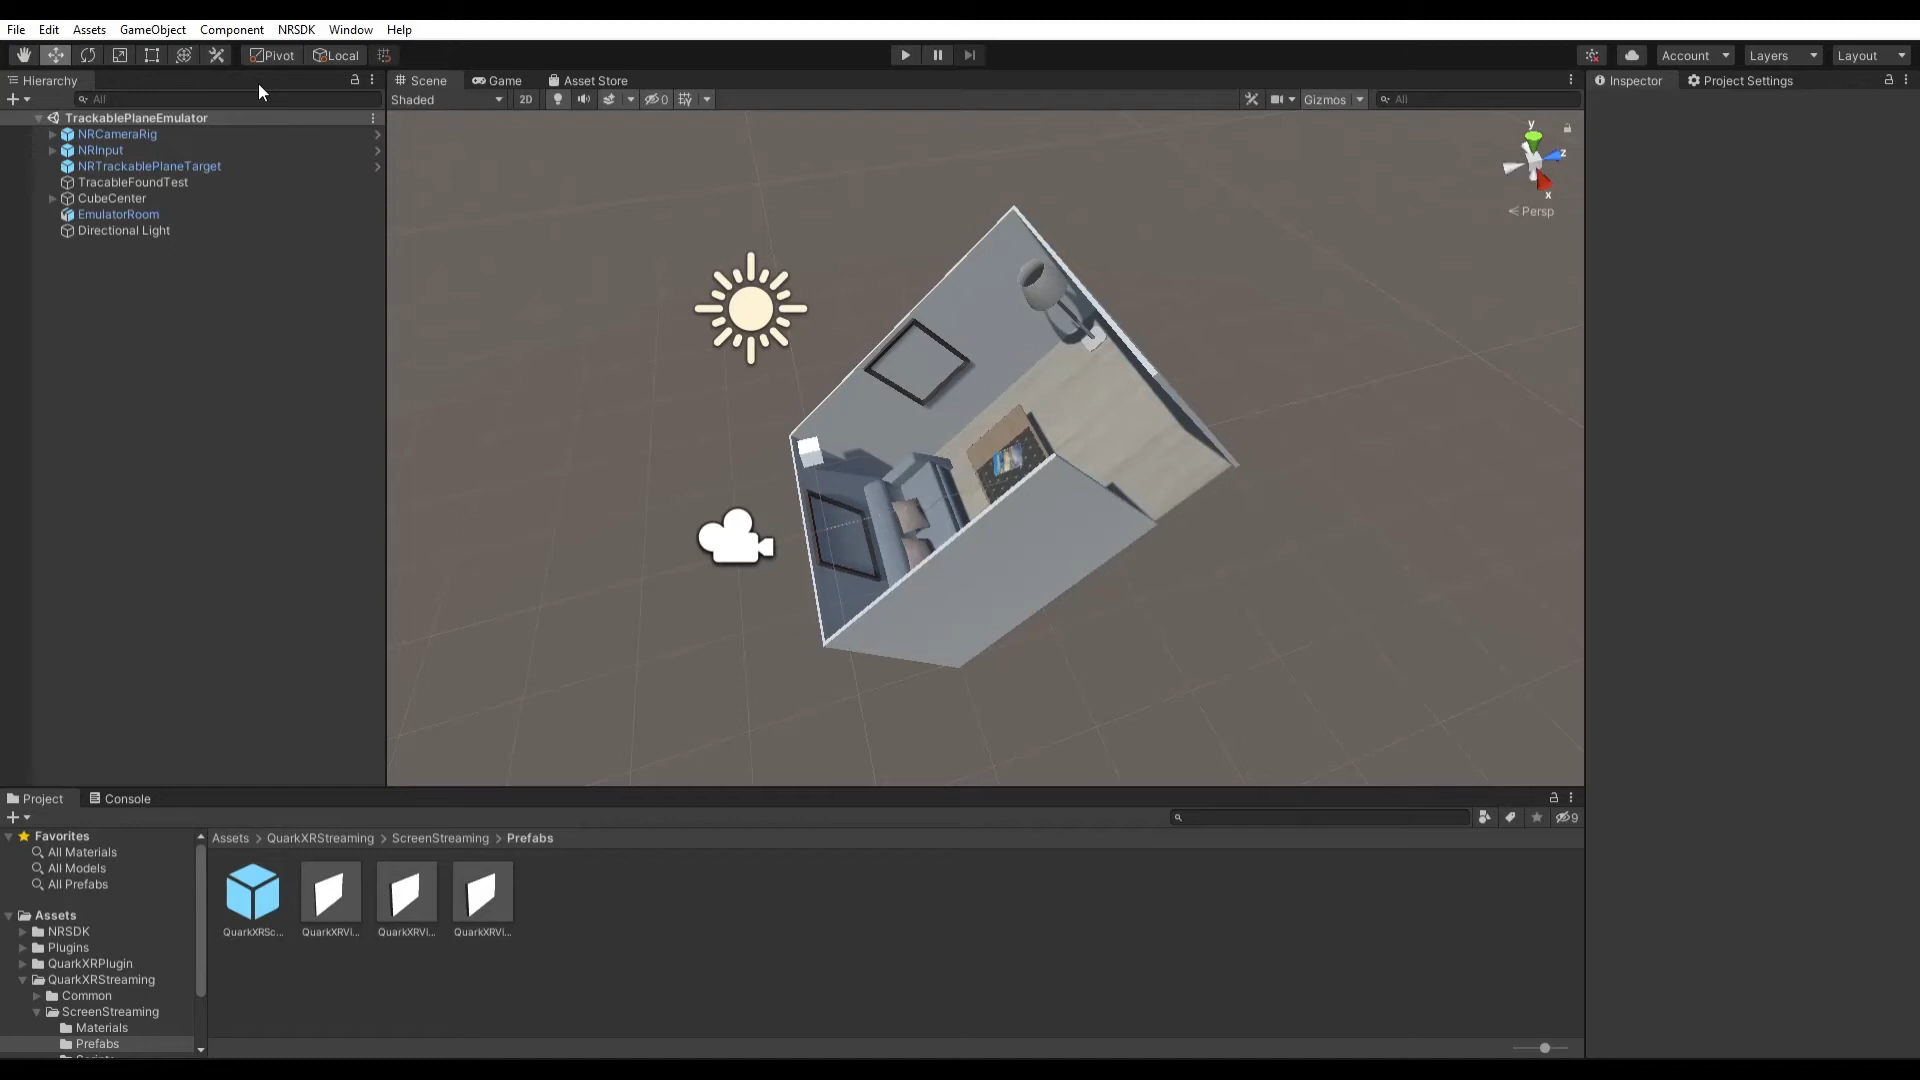 File Edit Assets GameObject Component NRSDK Window Help
Pivot Local Account Layers Layout
Hierarchy
All
TrackablePlaneEmulator
NRCameraRig
NRInput
NRTrackablePlaneTarget
TracableFoundTest
CubeCenter
EmulatorRoom
Directional Light
Scene Game Asset Store
Shaded 2D 0 Gizmos All
y
z
x
Persp
Inspector Project Settings
Project Console
9
Favorites
All Materials
All Models
All Prefabs
Assets
NRSDK
Plugins
QuarkXRPlugin
QuarkXRStreaming
Common
ScreenStreaming
Materials
Prefabs
Assets > QuarkXRStreaming > ScreenStreaming > Prefabs
QuarkXRSc... QuarkXRVi... QuarkXRVi... QuarkXRVi...